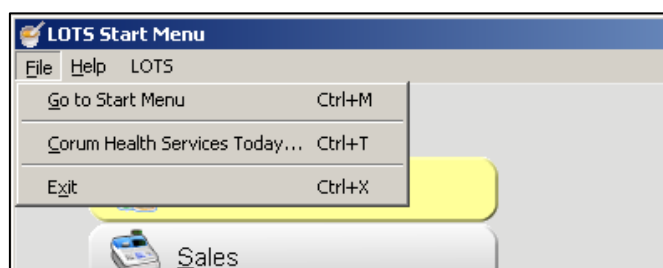 LOTS Start Menu
File Help LOTS
Go to Start Menu Ctrl+M
Corum Health Services Today... Ctrl+T
Exit Ctrl+X
Sales